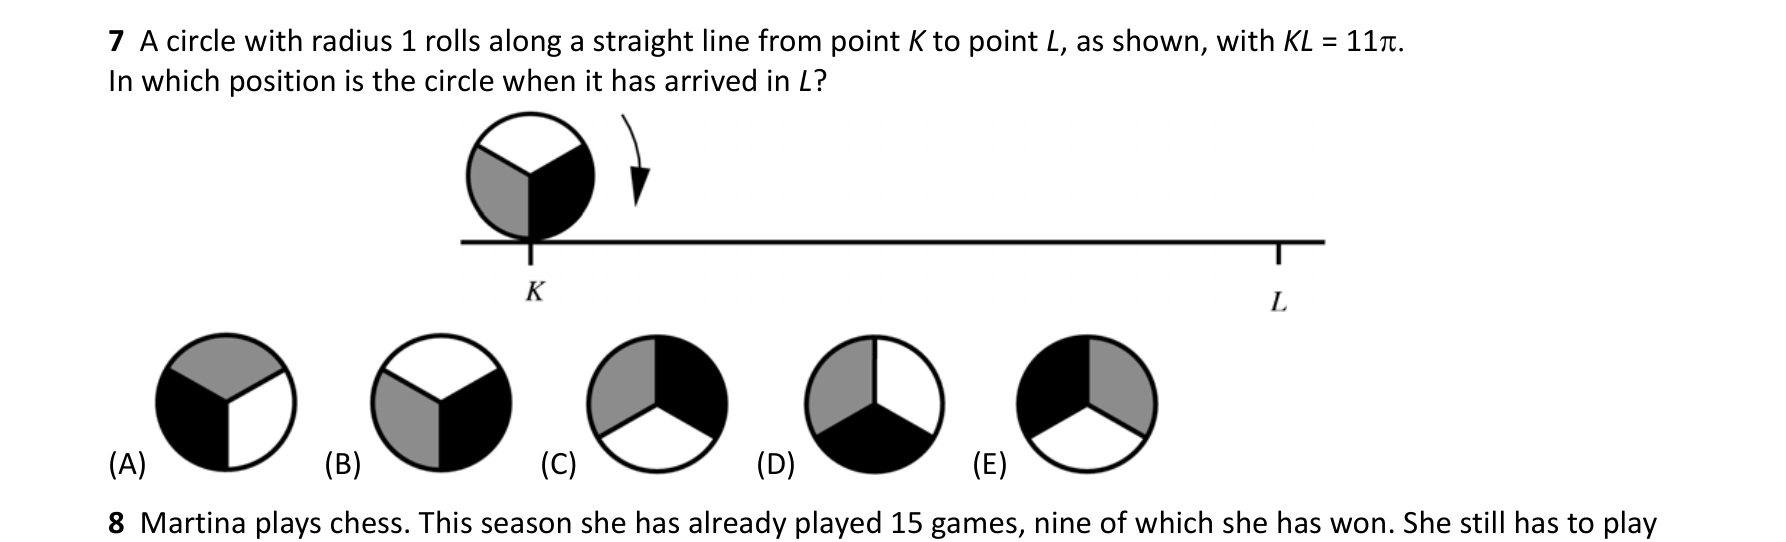 7 A circle with radius 1 rolls along a straight line from point K to point L, as shown, with KL = 11π.
In which position is the circle when it has arrived in L?
K
L
(A) (B) (C) (D) (E)
8 Martina plays chess. This season she has already played 15 games, nine of which she has won. She still has to play